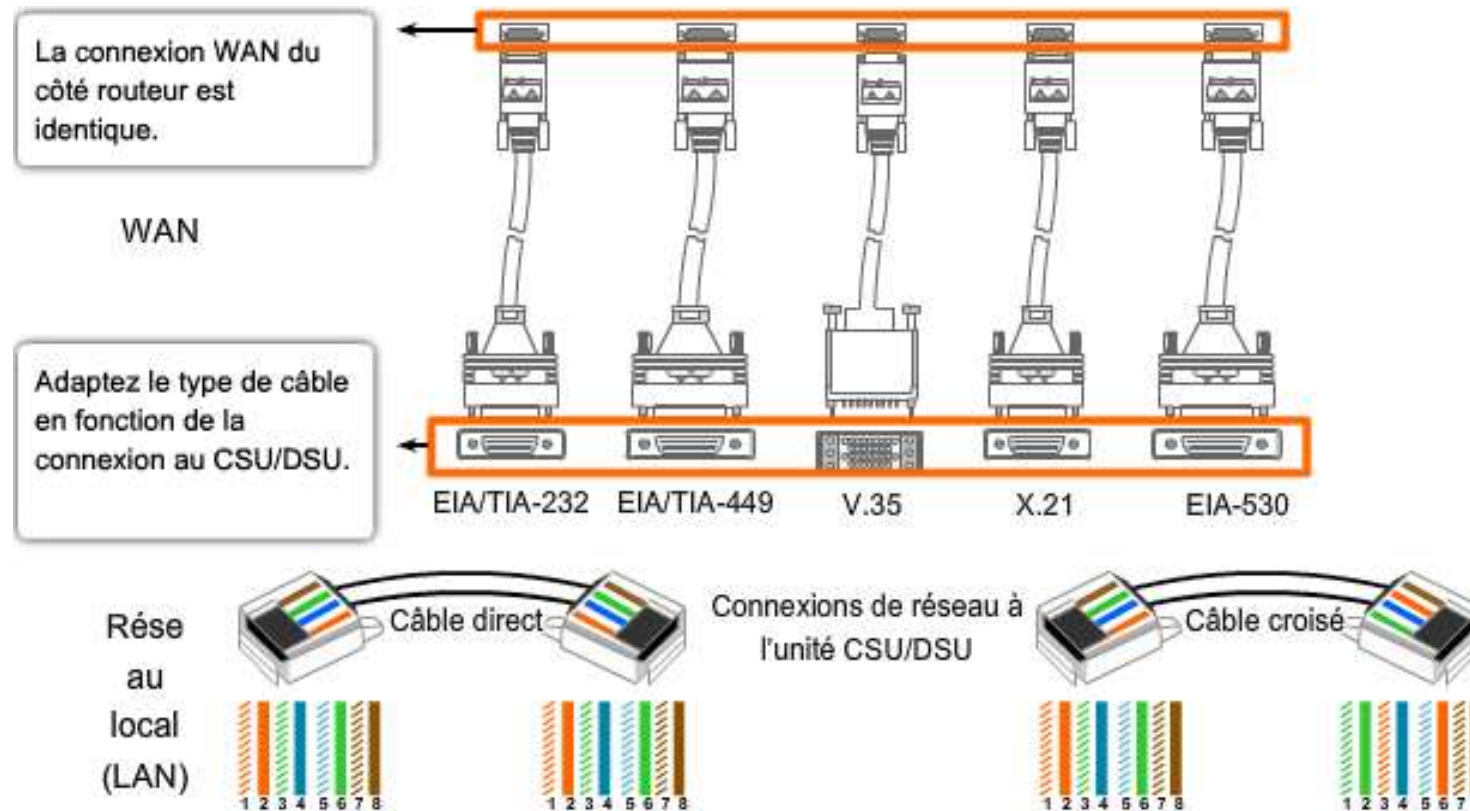 La connexion WAN du
côté routeur est
identique.
WAN
Adaptez le type de câble
en fonction de la
connexion au CSU/DSU.
EIA/TIA-232 EIA/TIA-449 V.35 X.21 EIA-530
Rése
au
local
(LAN)
Câble direct
Connexions de réseau à
l'unité CSU/DSU
Câble croisé
1 2 3 4 5 6 7 8
1 2 3 4 5 6 7 8
1 2 3 4 5 6 7 8
1 2 3 4 5 6 7